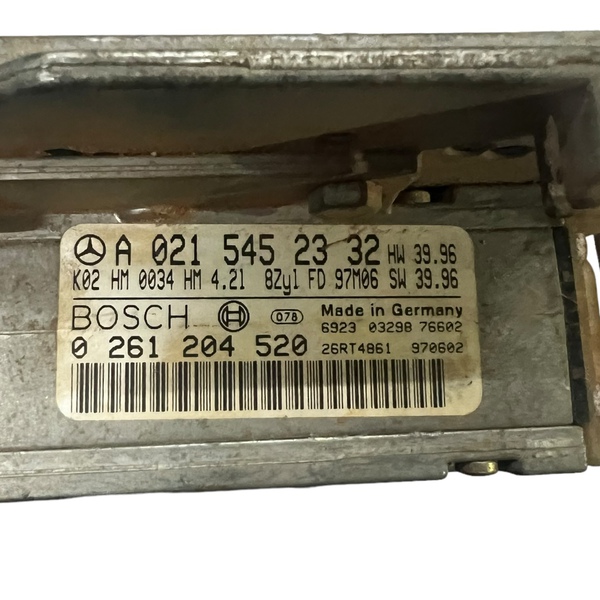 A 021 545 23 32 HW 39.96
K02 HM 0034 HM 4.2l 8Zyl FD 97M06 SW 39.96
BOSCH 078 Made in Germany
6923 03298 76602
0 261 204 520 26RT4861 970602